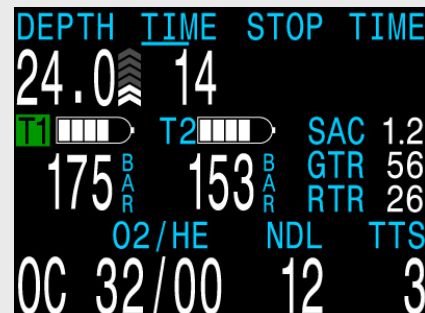 DEPTH TIME STOP TIME
24.0 14
T1 T2 SAC 1.2
175 BAR 153 BAR GTR 56
RTR 26
O2/HE NDL TTS
OC 32/00 12 3